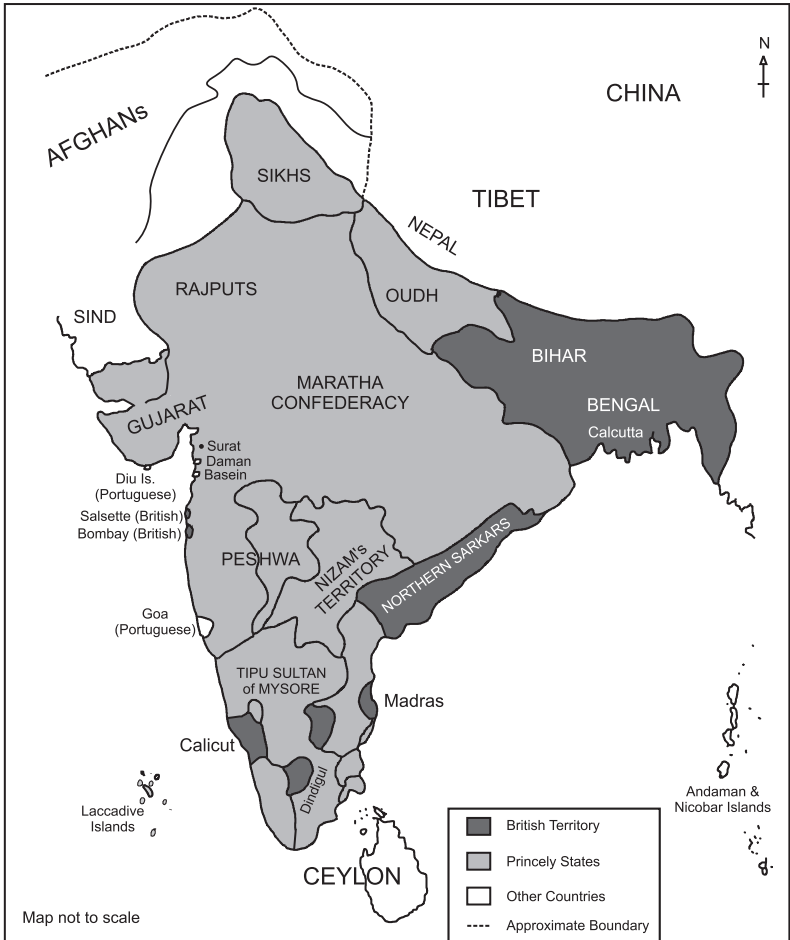 N
CHINA
AFGHANs
SIKHS
TIBET
NEPAL
RAJPUTS
OUDH
SIND
BIHAR
MARATHA
CONFEDERACY
BENGAL
GUJARAT
Calcutta
Surat
Daman
Basein
Diu Is.
(Portuguese)
Salsette (British)
Bombay (British)
PESHWA
NIZAM's
TERRITORY
NORTHERN SARKARS
Goa
(Portuguese)
TIPU SULTAN
of MYSORE
Madras
Calicut
Dindigul
Laccadive
Islands
Andaman &
Nicobar Islands
CEYLON
British Territory
Princely States
Other Countries
Approximate Boundary
Map not to scale